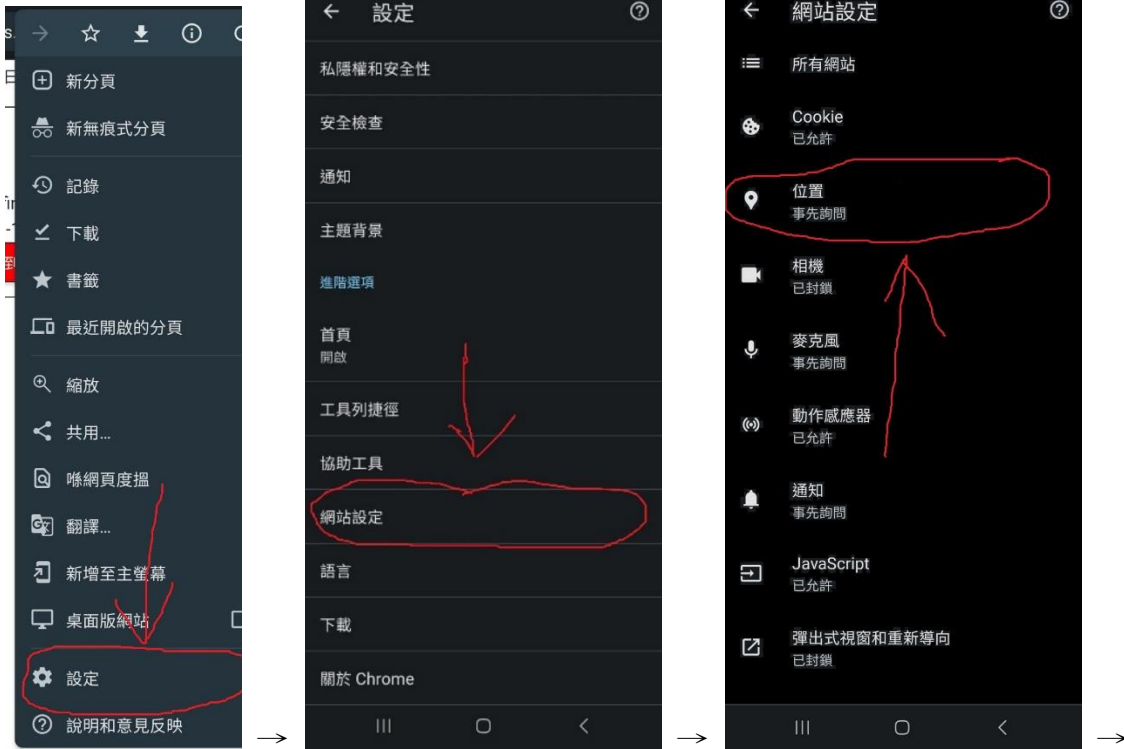 新分頁
新無痕式分頁
記錄
下載
書籤
最近開啟的分頁
縮放
共用...
喺網頁度搵
翻譯...
新增至主螢幕
桌面版網站
設定
說明和意見反映
→
設定
私隱權和安全性
安全檢查
通知
主題背景
進階選項
首頁
開啟
工具列捷徑
協助工具
網站設定
語言
下載
關於 Chrome
→
網站設定
所有網站
Cookie
已允許
位置
事先詢問
相機
已封鎖
麥克風
事先詢問
動作感應器
已允許
通知
事先詢問
JavaScript
已允許
彈出式視窗和重新導向
已封鎖
→